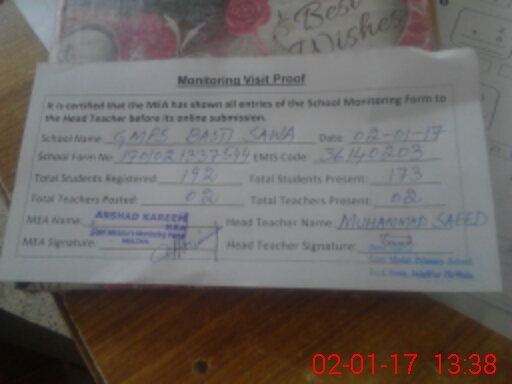 Best
Wishes
Monitoring Visit Proof
It is certified that the MEA has shown all entries of the School Monitoring Form to
the Head Teacher before its online submission.
School Name: GMPS BASTI SAWA Date: 02-01-17
School Form No: EMIS Code: 36140203
Total Students Registered: 192 Total Students Present: 173
Total Teachers Posted: 02 Total Teachers Present: 02
MEA Name: ARSHAD KAREEM Head Teacher Name: MUHAMMAD SAEED
MEA Signature: Head Teacher Signature:
02-01-17 13:38